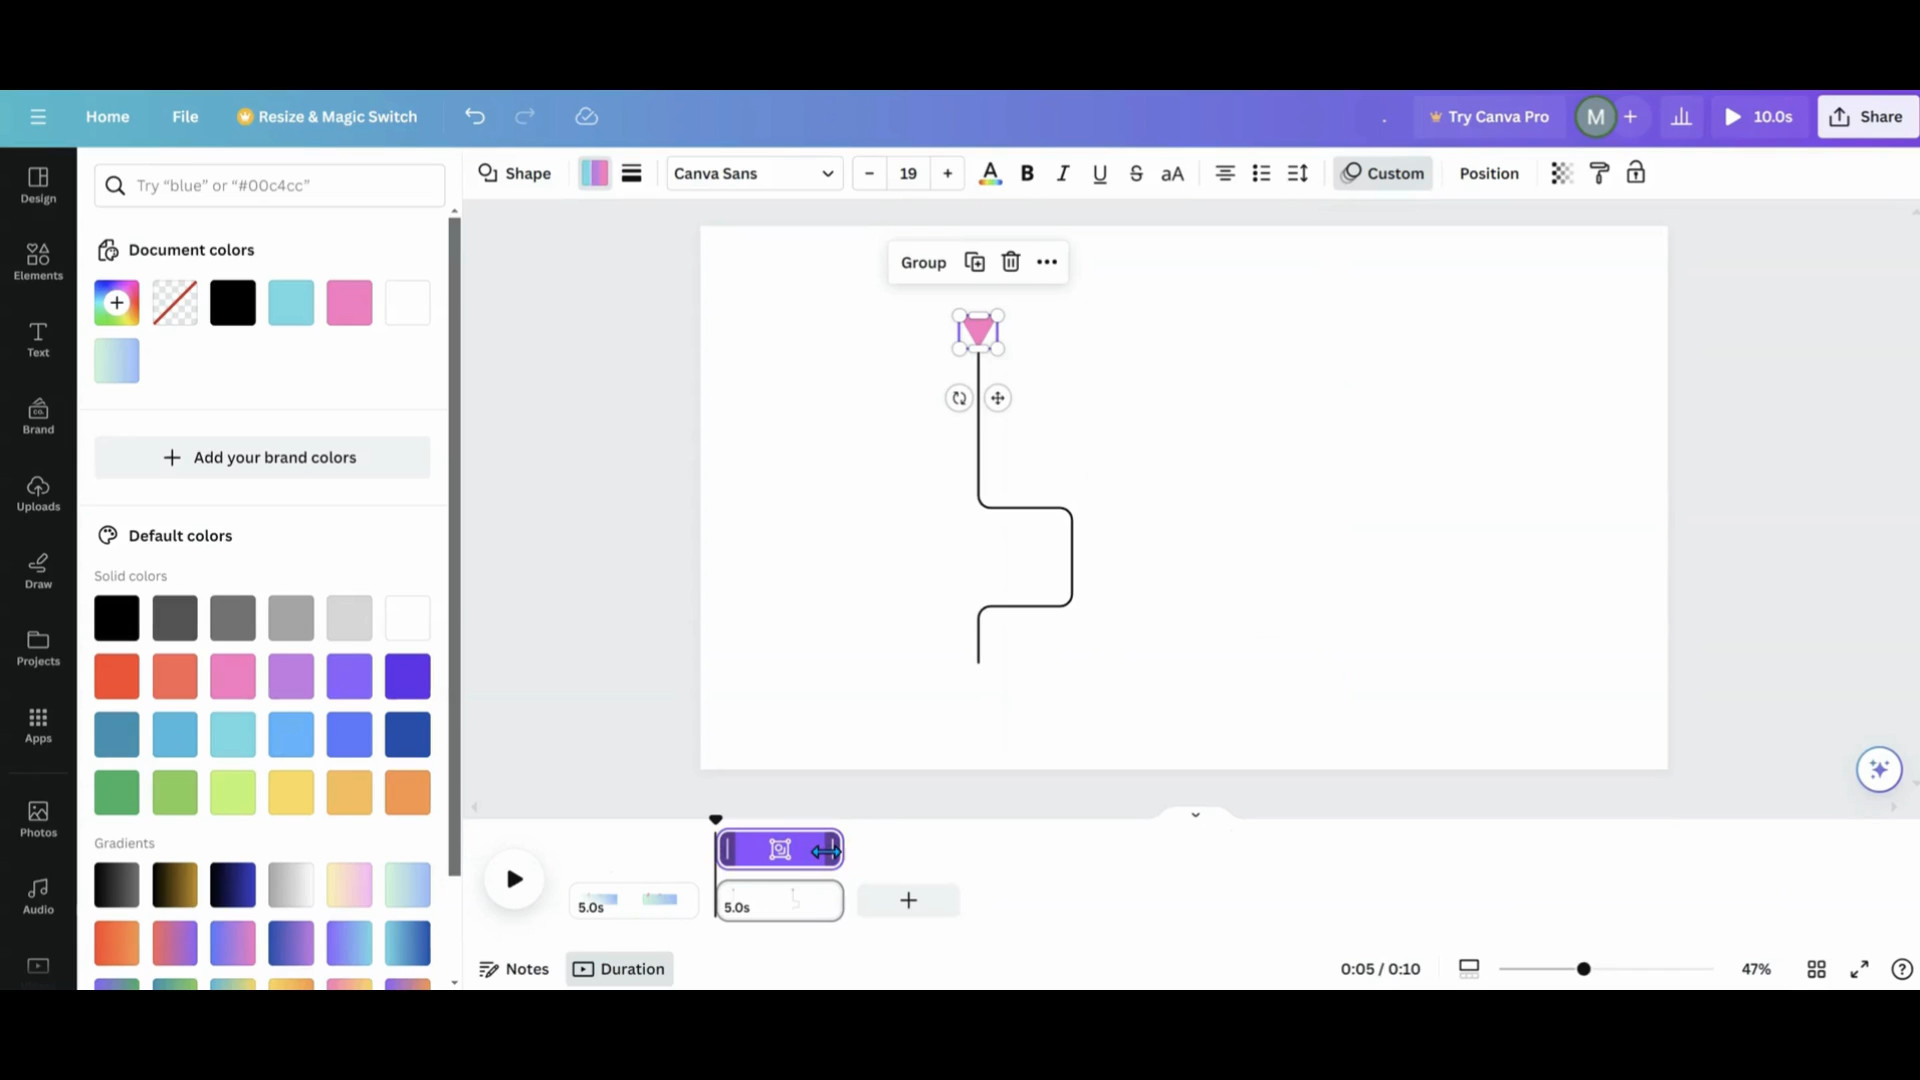 Home File Resize & Magic Switch Try Canva Pro M 10.0s Share
Design
Elements
Text
Brand
Uploads
Draw
Projects
Apps
Photos
Audio
Try “blue” or “#00c4cc”
Document colors
Add your brand colors
Default colors
Solid colors
Gradients
Shape Canva Sans 19 A B I U S aA Custom Position
Group
5.0s 5.0s
Notes Duration 0:05 / 0:10 47%